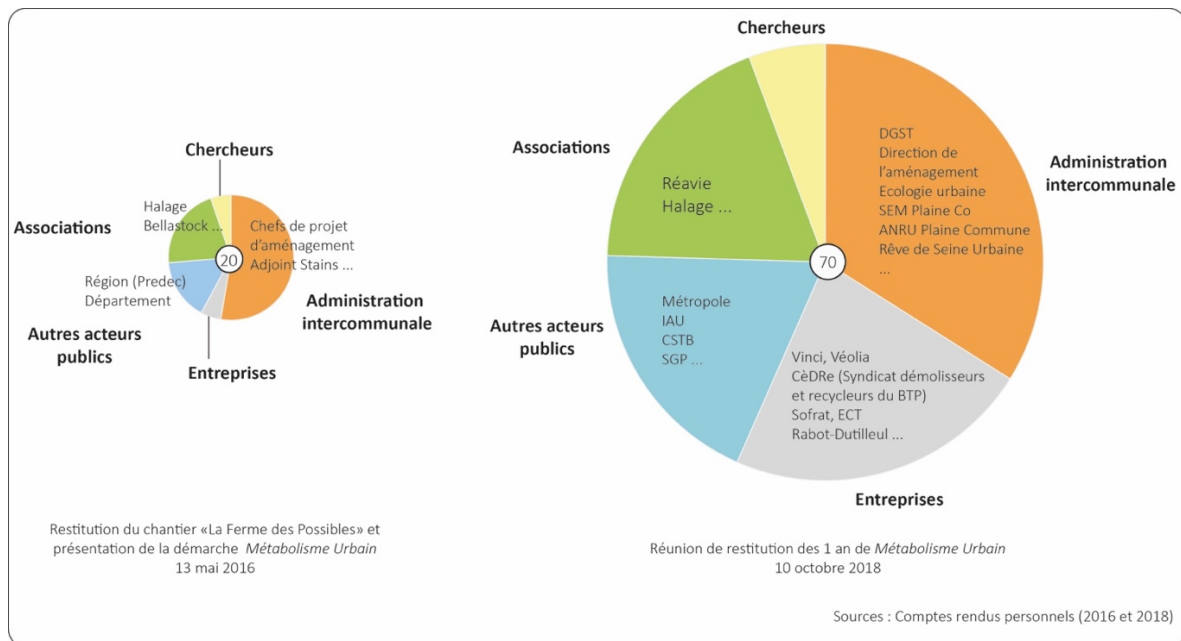 Chercheurs
Associations
Halage
Bellastock ...
Chefs de projet
d'aménagement
Adjoint Stains ...
20
Région (Predec)
Département
Administration
intercommunale
Autres acteurs
publics
Entreprises
Restitution du chantier «La Ferme des Possibles» et
présentation de la démarche Métabolisme Urbain
13 mai 2016
Chercheurs
Associations
Réavie
Halage ...
DGST
Direction de
l'aménagement
Ecologie urbaine
SEM Plaine Co
ANRU Plaine Commune
Rêve de Seine Urbaine
...
Administration
intercommunale
70
Autres acteurs
publics
Métropole
IAU
CSTB
SGP ...
Vinci, Véolia
CèDRe (Syndicat démolisseurs
et recycleurs du BTP)
Sofrat, ECT
Rabot-Dutilleul ...
Entreprises
Réunion de restitution des 1 an de Métabolisme Urbain
10 octobre 2018
Sources : Comptes rendus personnels (2016 et 2018)